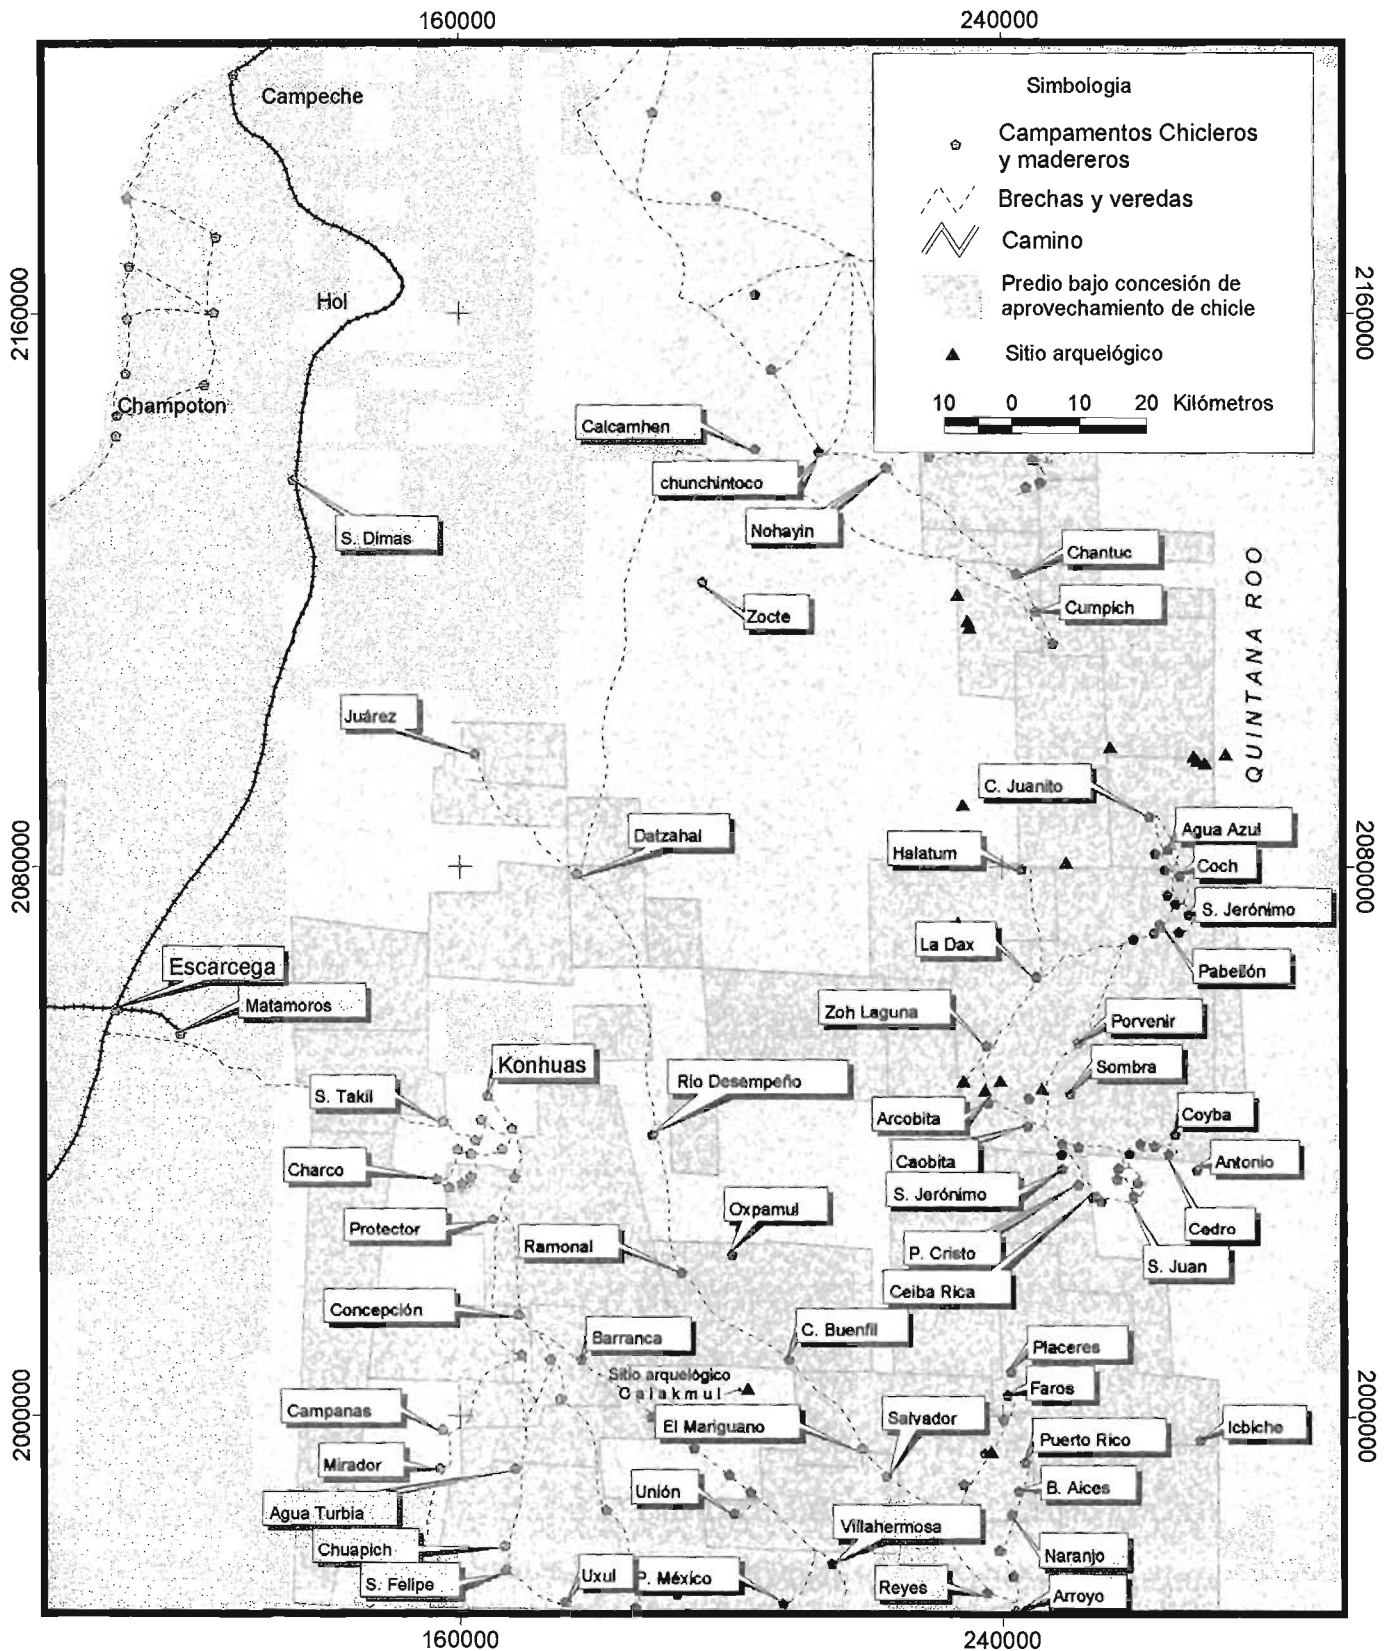 160000
240000
Simbologia
Campamentos Chicleros
y madereros
Brechas y veredas
Camino
Predio bajo concesión de
aprovechamiento de chicle
Sitio arquelógico
10 0 10 20 Kilómetros
Campeche
Hol
2160000
2160000
Champoton
Calcamhen
chunchintoco
Nohayin
S. Dimas
Chantuc
Cumpich
Zocte
QUINTANA ROO
Juárez
C. Juanito
Datzahal
Agua Azul
Halatum
Coch
2080000
2080000
S. Jerónimo
La Dax
Pabellón
Escarcega
Matamoros
Zoh Laguna
Porvenir
Konhuas
Sombra
Rio Desempeño
S. Takil
Arcobita
Coyba
Charco
Caobita
Antonio
S. Jerónimo
Oxpamul
Protector
Cedro
Ramonal
P. Cristo
S. Juan
Ceiba Rica
Concepción
C. Buenfil
Barranca
Placeres
Sitio arquelógico
Calakmul
Faros
Campanas
El Mariguano
Salvador
Icbiche
2000000
2000000
Puerto Rico
Mirador
B. Aices
Unión
Agua Turbia
Villahermosa
Chuapich
Naranjo
S. Felipe
Uxul
P. México
Reyes
Arroyo
160000
240000